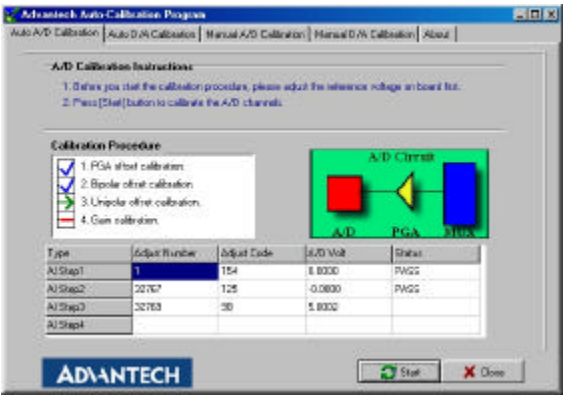 Advantech Auto-Calibration Program
Auto A/D Calibration Auto D/A Calibration Manual A/D Calibration Manual D/A Calibration About
A/D Calibration Instructions
1. Before you start the calibration procedure, please adjust the reference voltage on board first.
2. Press [Start] button to calibrate the A/D channels.
Calibration Procedure
1. PGA offset calibration.
2. Bipolar offset calibration.
3. Unipolar offset calibration.
4. Gain calibration.
A/D Circuit
A/D PGA MUX
Type Adjust Number Adjust Code A/D Volt Status
AI Step1 1 154 0.0000 PASS
AI Step2 32767 125 -0.0000 PASS
AI Step3 5.0002
AI Step4
ADVANTECH
Start Close